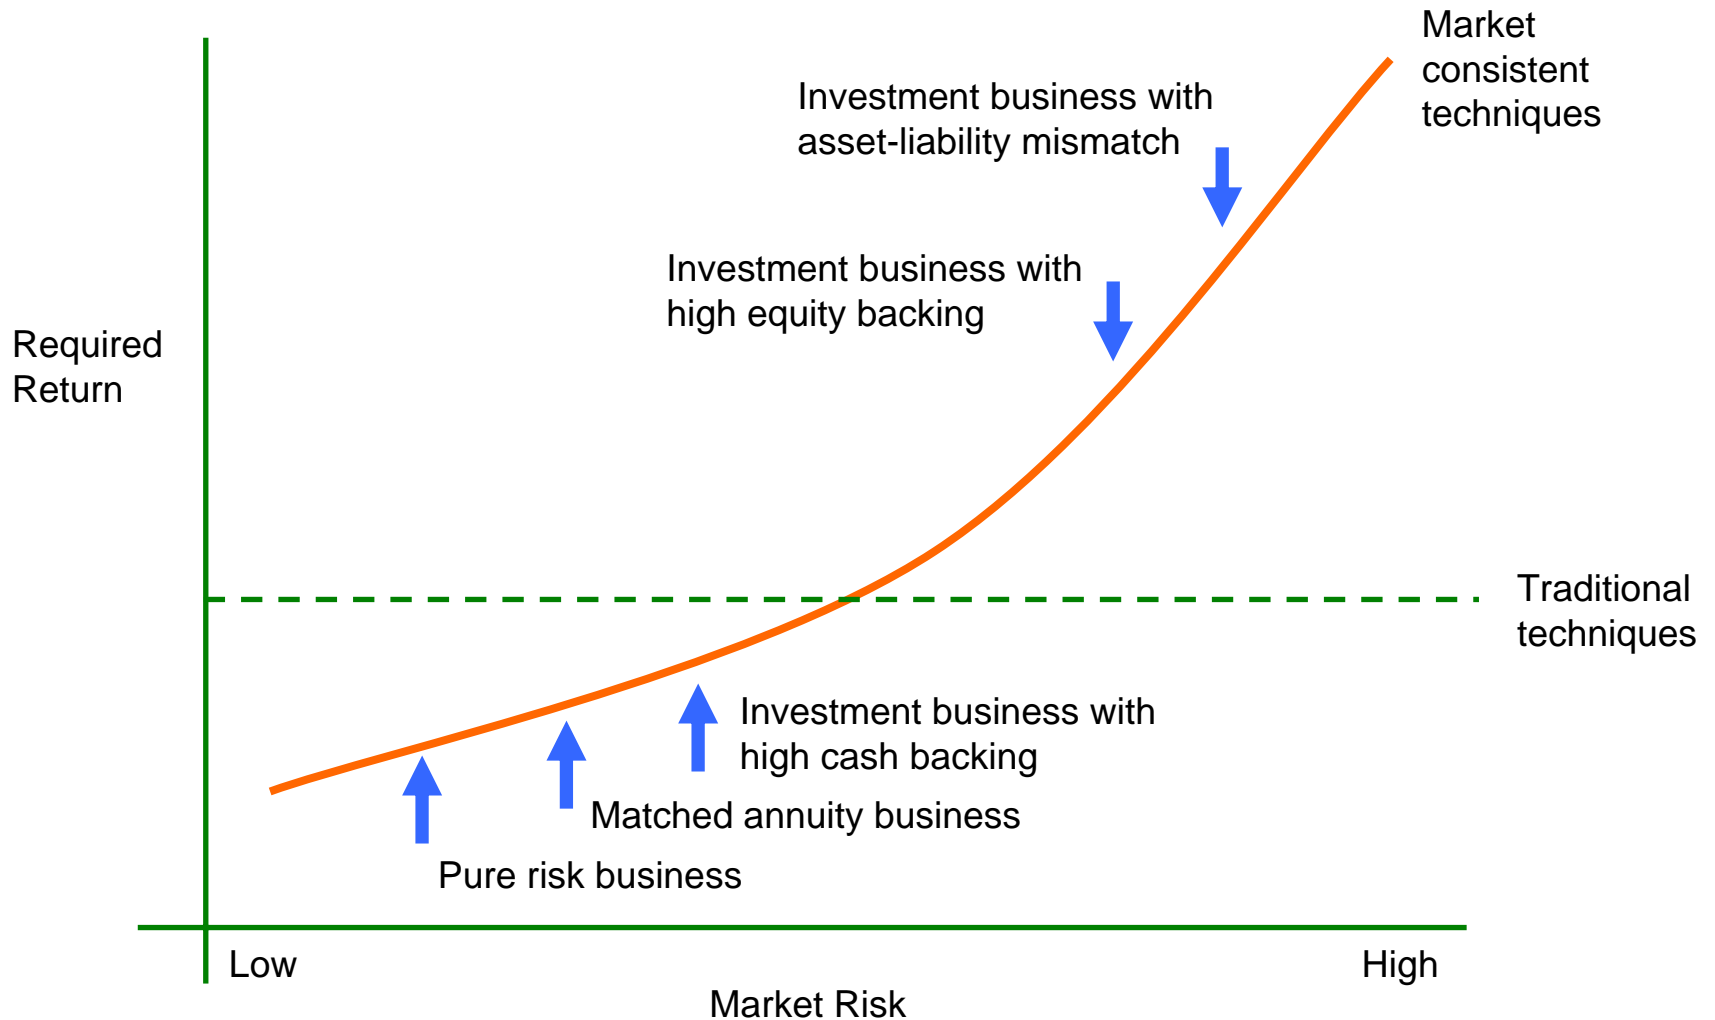 Market
consistent
techniques
Investment business with
asset-liability mismatch
Investment business with
high equity backing
Required
Return
Traditional
techniques
Investment business with
high cash backing
Matched annuity business
Pure risk business
Low
High
Market Risk